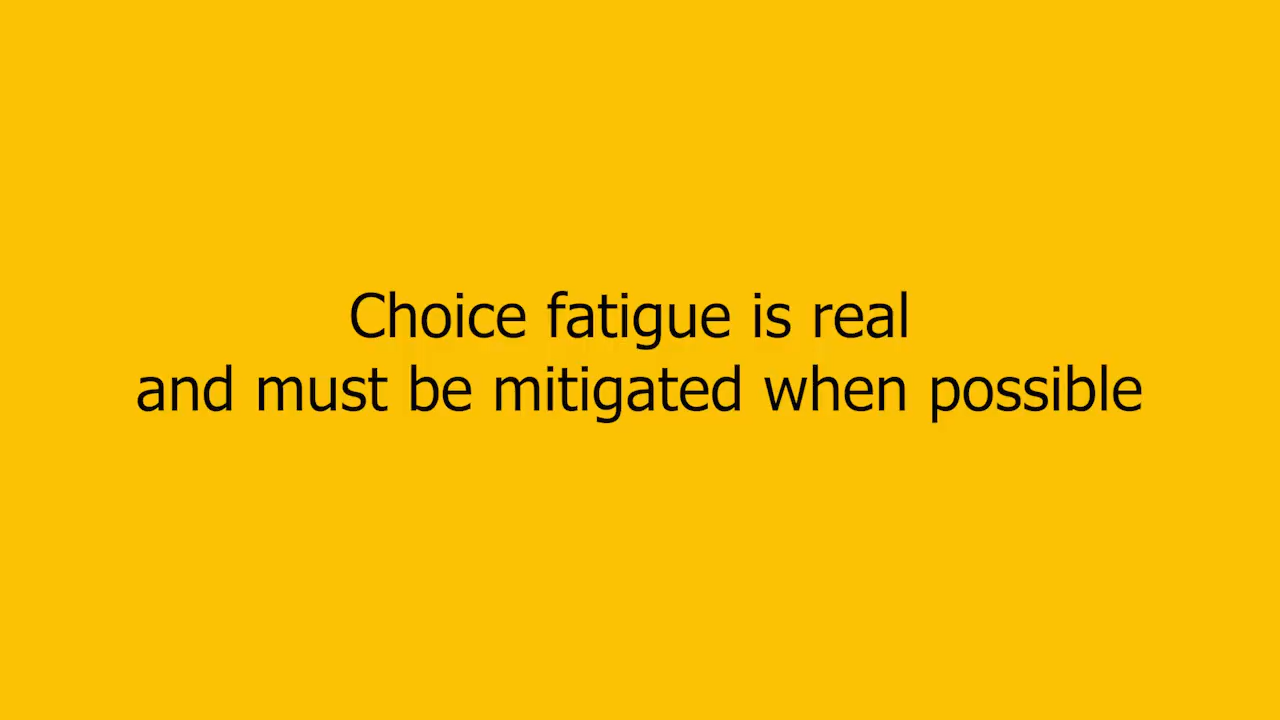 Choice fatigue is real
and must be mitigated when possible